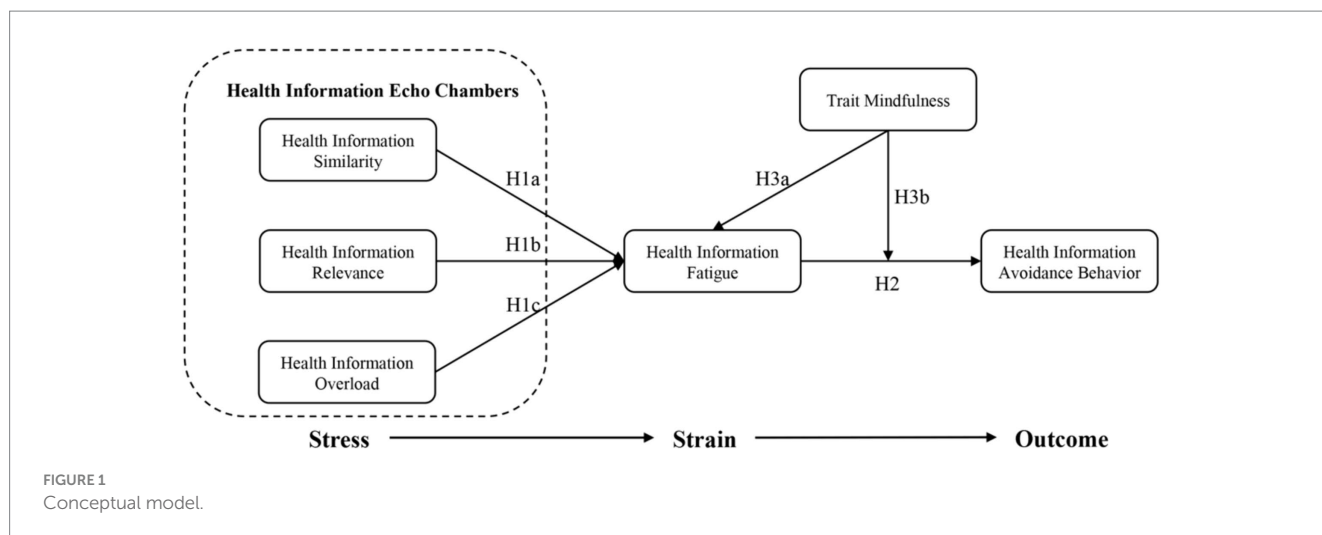 Health Information Echo Chambers
Health Information
Similarity
Trait Mindfulness
H1a
H3a
H3b
Health Information
Relevance
H1b
Health Information
Fatigue
H2
Health Information
Avoidance Behavior
H1c
Health Information
Overload
Stress
Strain
Outcome
FIGURE 1
Conceptual model.